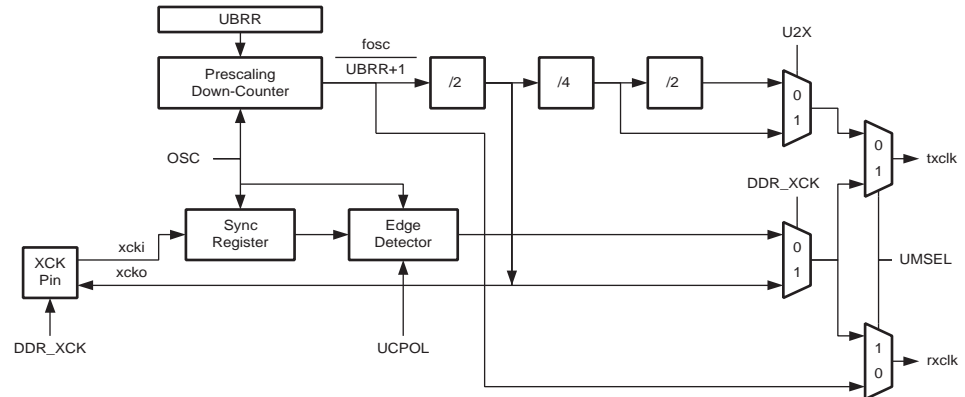 UBRR
U2X
fosc
UBRR+1
Prescaling
Down-Counter
/2
/4
/2
0
1
OSC
0
1
txclk
DDR_XCK
Sync
Register
Edge
Detector
xcki
0
1
UMSEL
XCK
Pin
xcko
DDR_XCK
UCPOL
1
0
rxclk